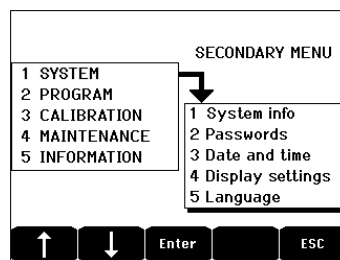 SECONDARY MENU
1 SYSTEM
2 PROGRAM
3 CALIBRATION
4 MAINTENANCE
5 INFORMATION
1 System info
2 Passwords
3 Date and time
4 Display settings
5 Language
↑ ↓ Enter ESC